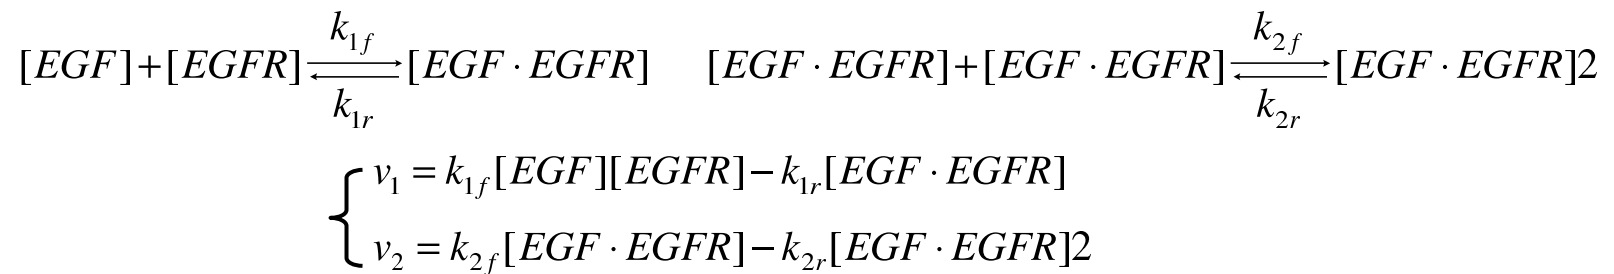 [EGF]+[EGFR] ⇌ k1f k1r [EGF · EGFR]    [EGF · EGFR]+[EGF · EGFR] ⇌ k2f k2r [EGF · EGFR]2
v1 = k1f[EGF][EGFR] − k1r[EGF · EGFR]
v2 = k2f[EGF · EGFR] − k2r[EGF · EGFR]2